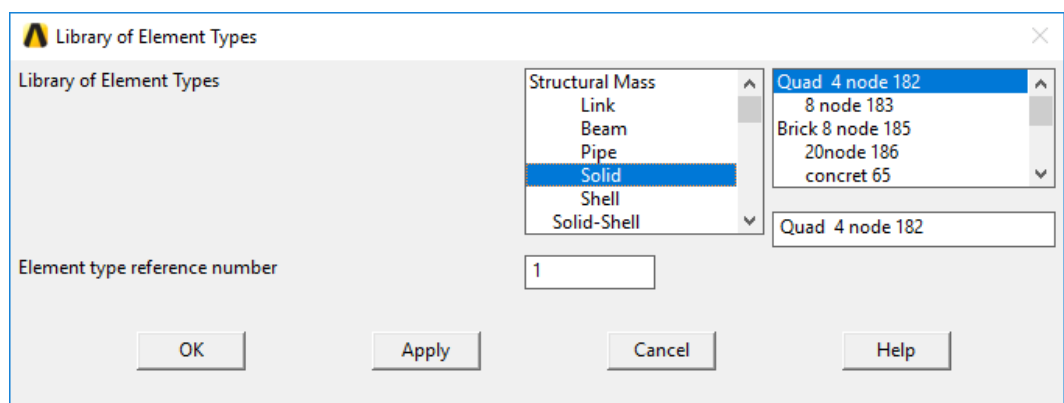 Library of Element Types
Library of Element Types
Structural Mass
Link
Beam
Pipe
Solid
Shell
Solid-Shell
Quad 4 node 182
8 node 183
Brick 8 node 185
20node 186
concret 65
Quad 4 node 182
Element type reference number
1
OK
Apply
Cancel
Help